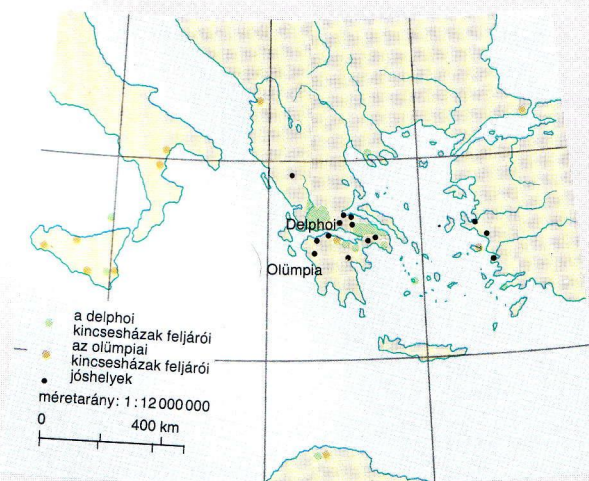 Delphoi
Olümpia
a delphoi
kincsesházak feljárói
az olümpiai
kincsesházak feljárói
jóshelyek
méretarány: 1:12 000 000
0 400 km